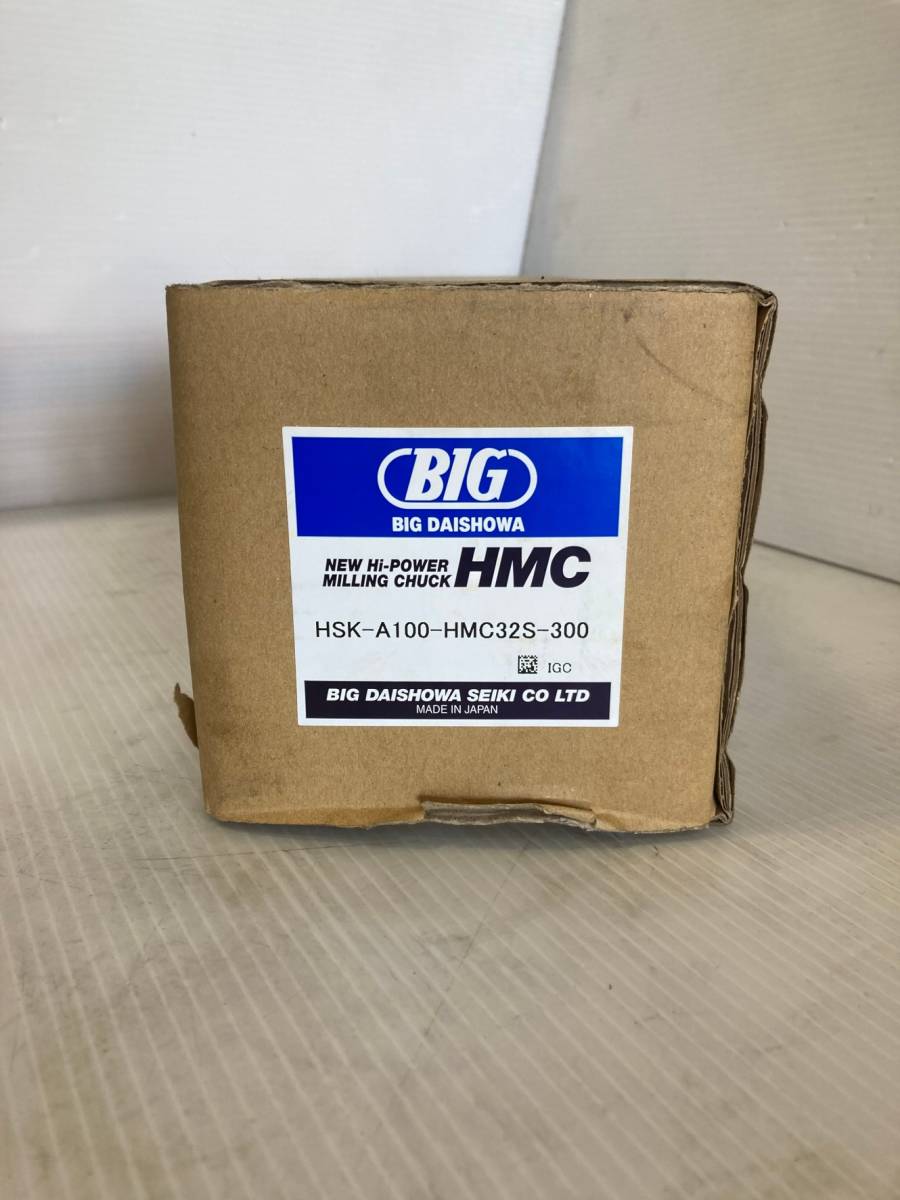 BIG
BIG DAISHOWA
NEW Hi-POWER
MILLING CHUCK HMC
HSK-A100-HMC32S-300
IGC
BIG DAISHOWA SEIKI CO LTD
MADE IN JAPAN